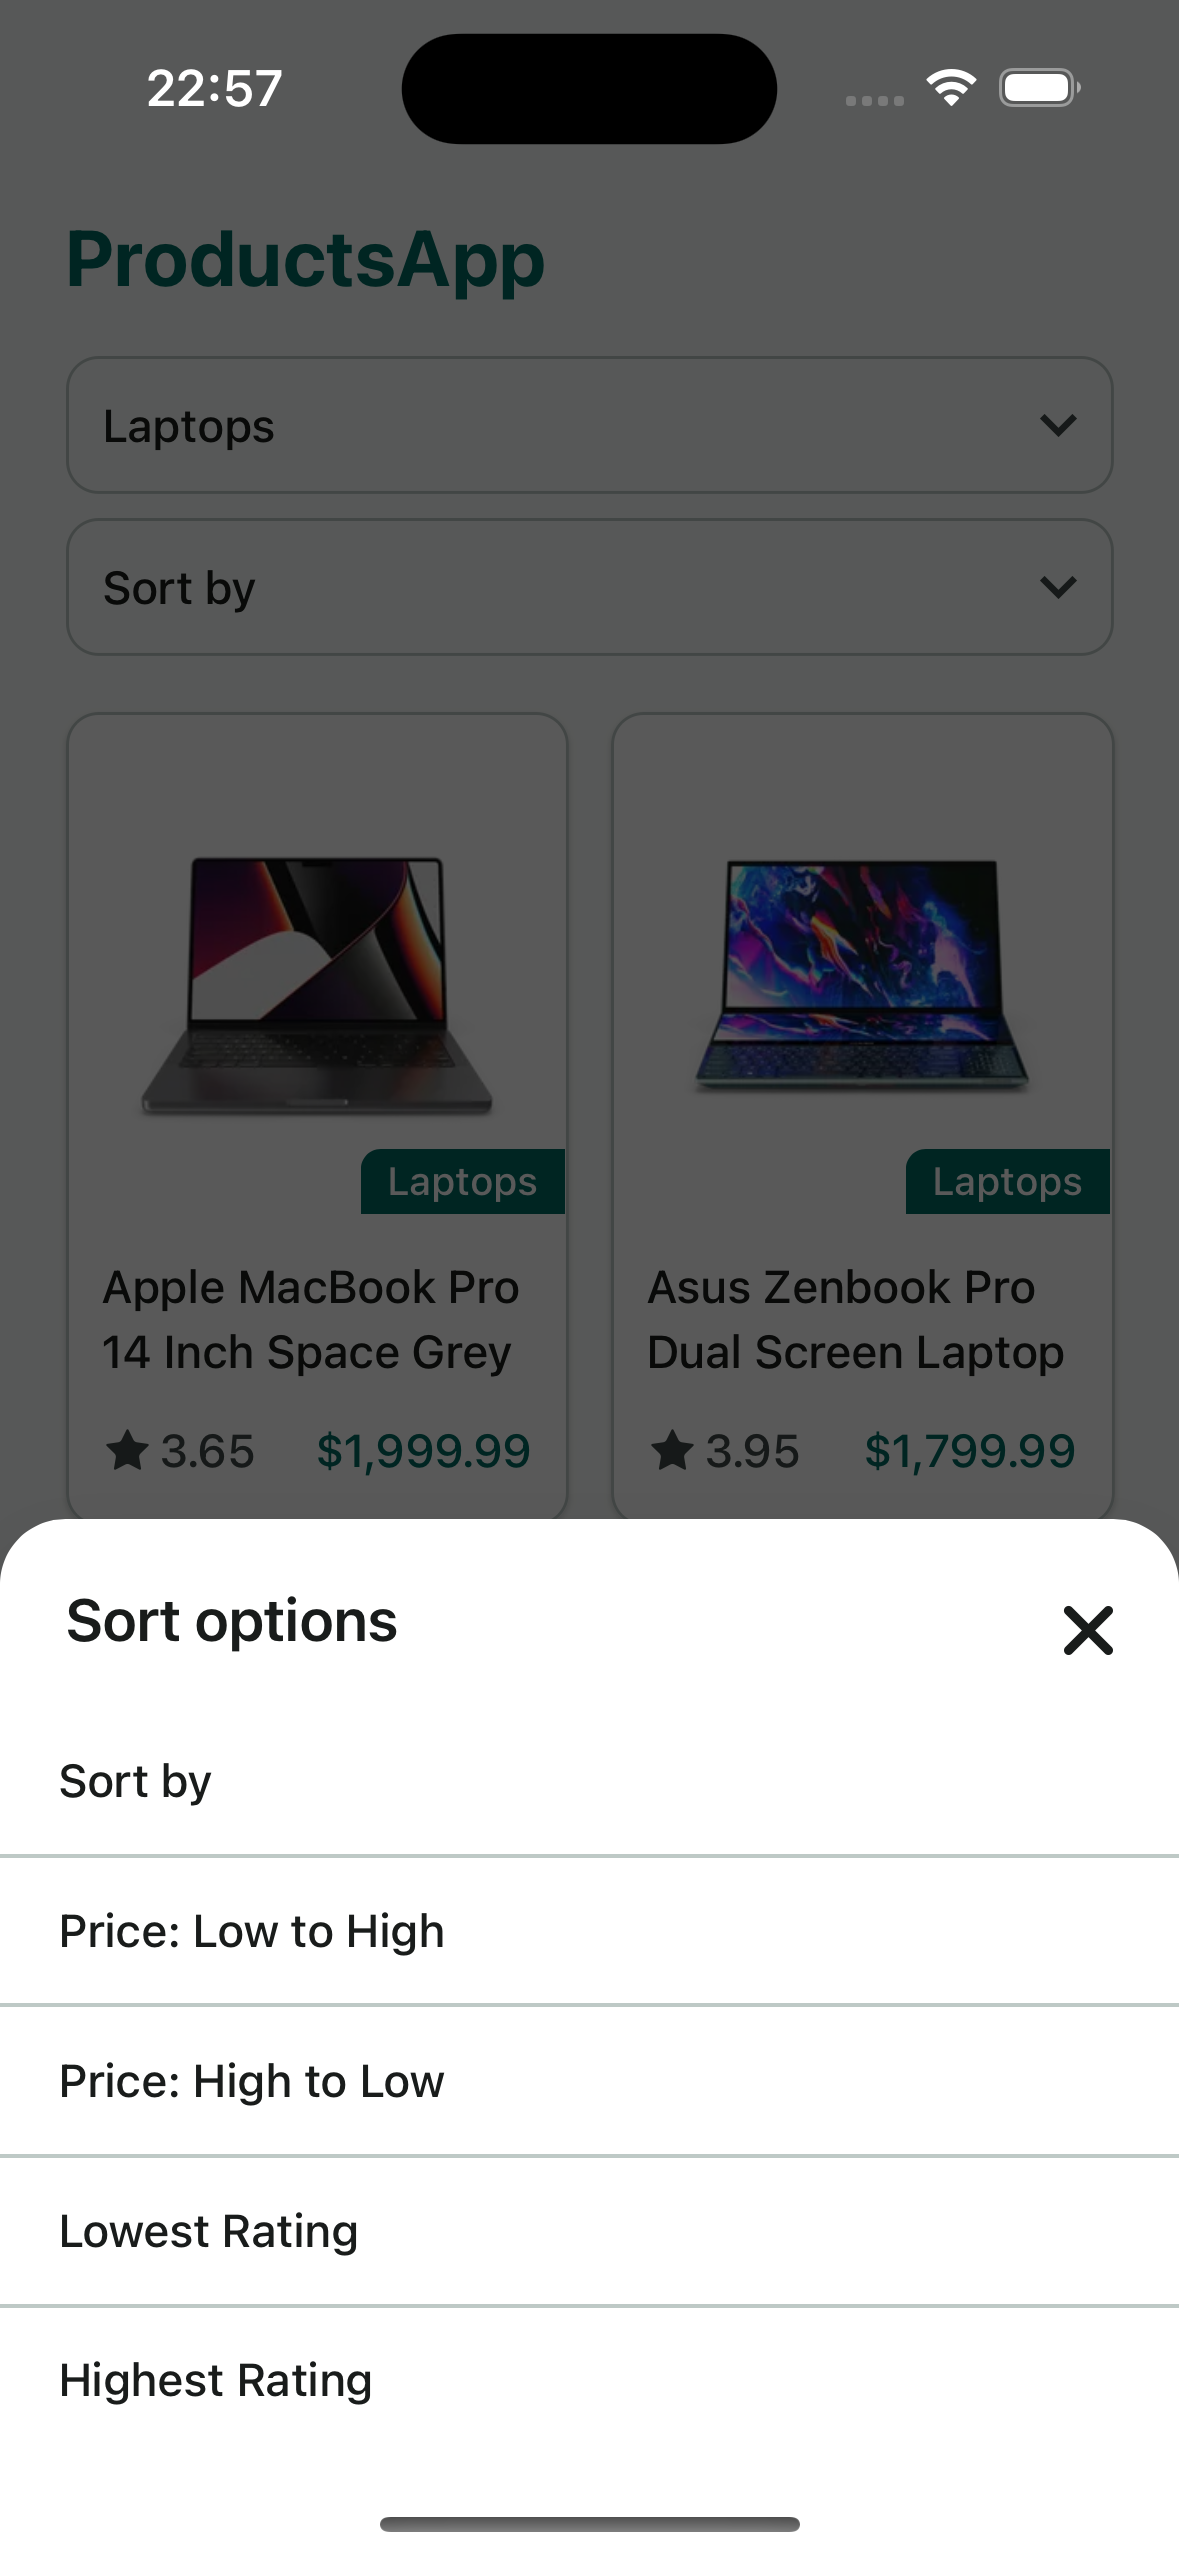 22:57
ProductsApp
Laptops
Sort by
Laptops
Laptops
Apple MacBook Pro
14 Inch Space Grey
3.65
$1,999.99
Asus Zenbook Pro
Dual Screen Laptop
3.95
$1,799.99
Sort options
Sort by
Price: Low to High
Price: High to Low
Lowest Rating
Highest Rating